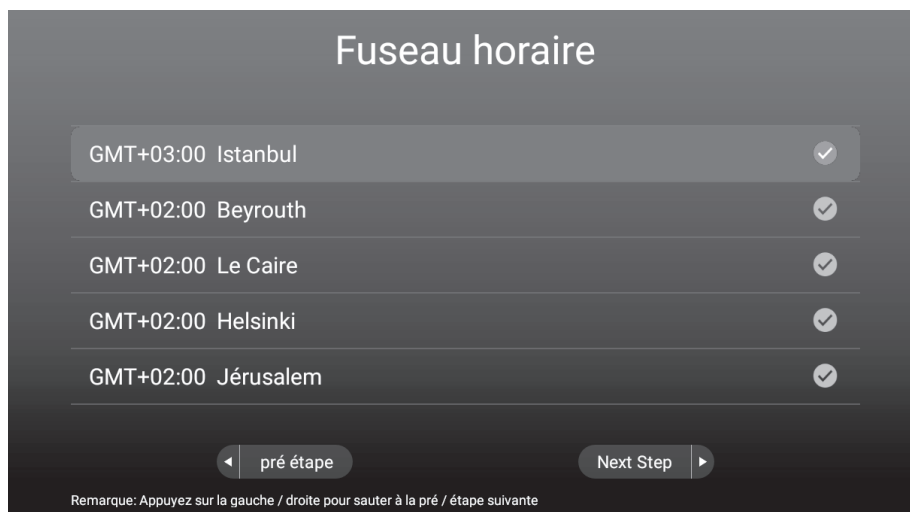 Fuseau horaire
GMT+03:00 Istanbul
GMT+02:00 Beyrouth
GMT+02:00 Le Caire
GMT+02:00 Helsinki
GMT+02:00 Jérusalem
pré étape
Next Step
Remarque: Appuyez sur la gauche / droite pour sauter à la pré / étape suivante